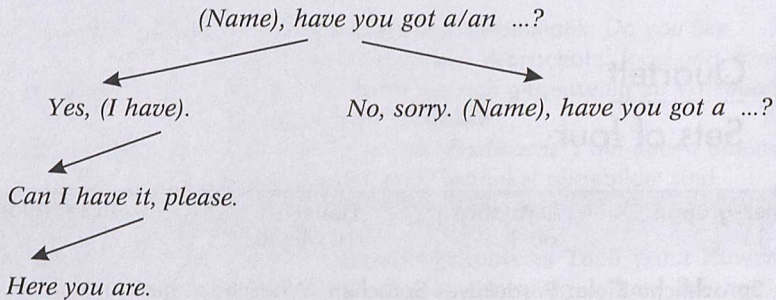 (Name), have you got a/an ...?
Yes, (I have).
No, sorry. (Name), have you got a ...?
Can I have it, please.
Here you are.